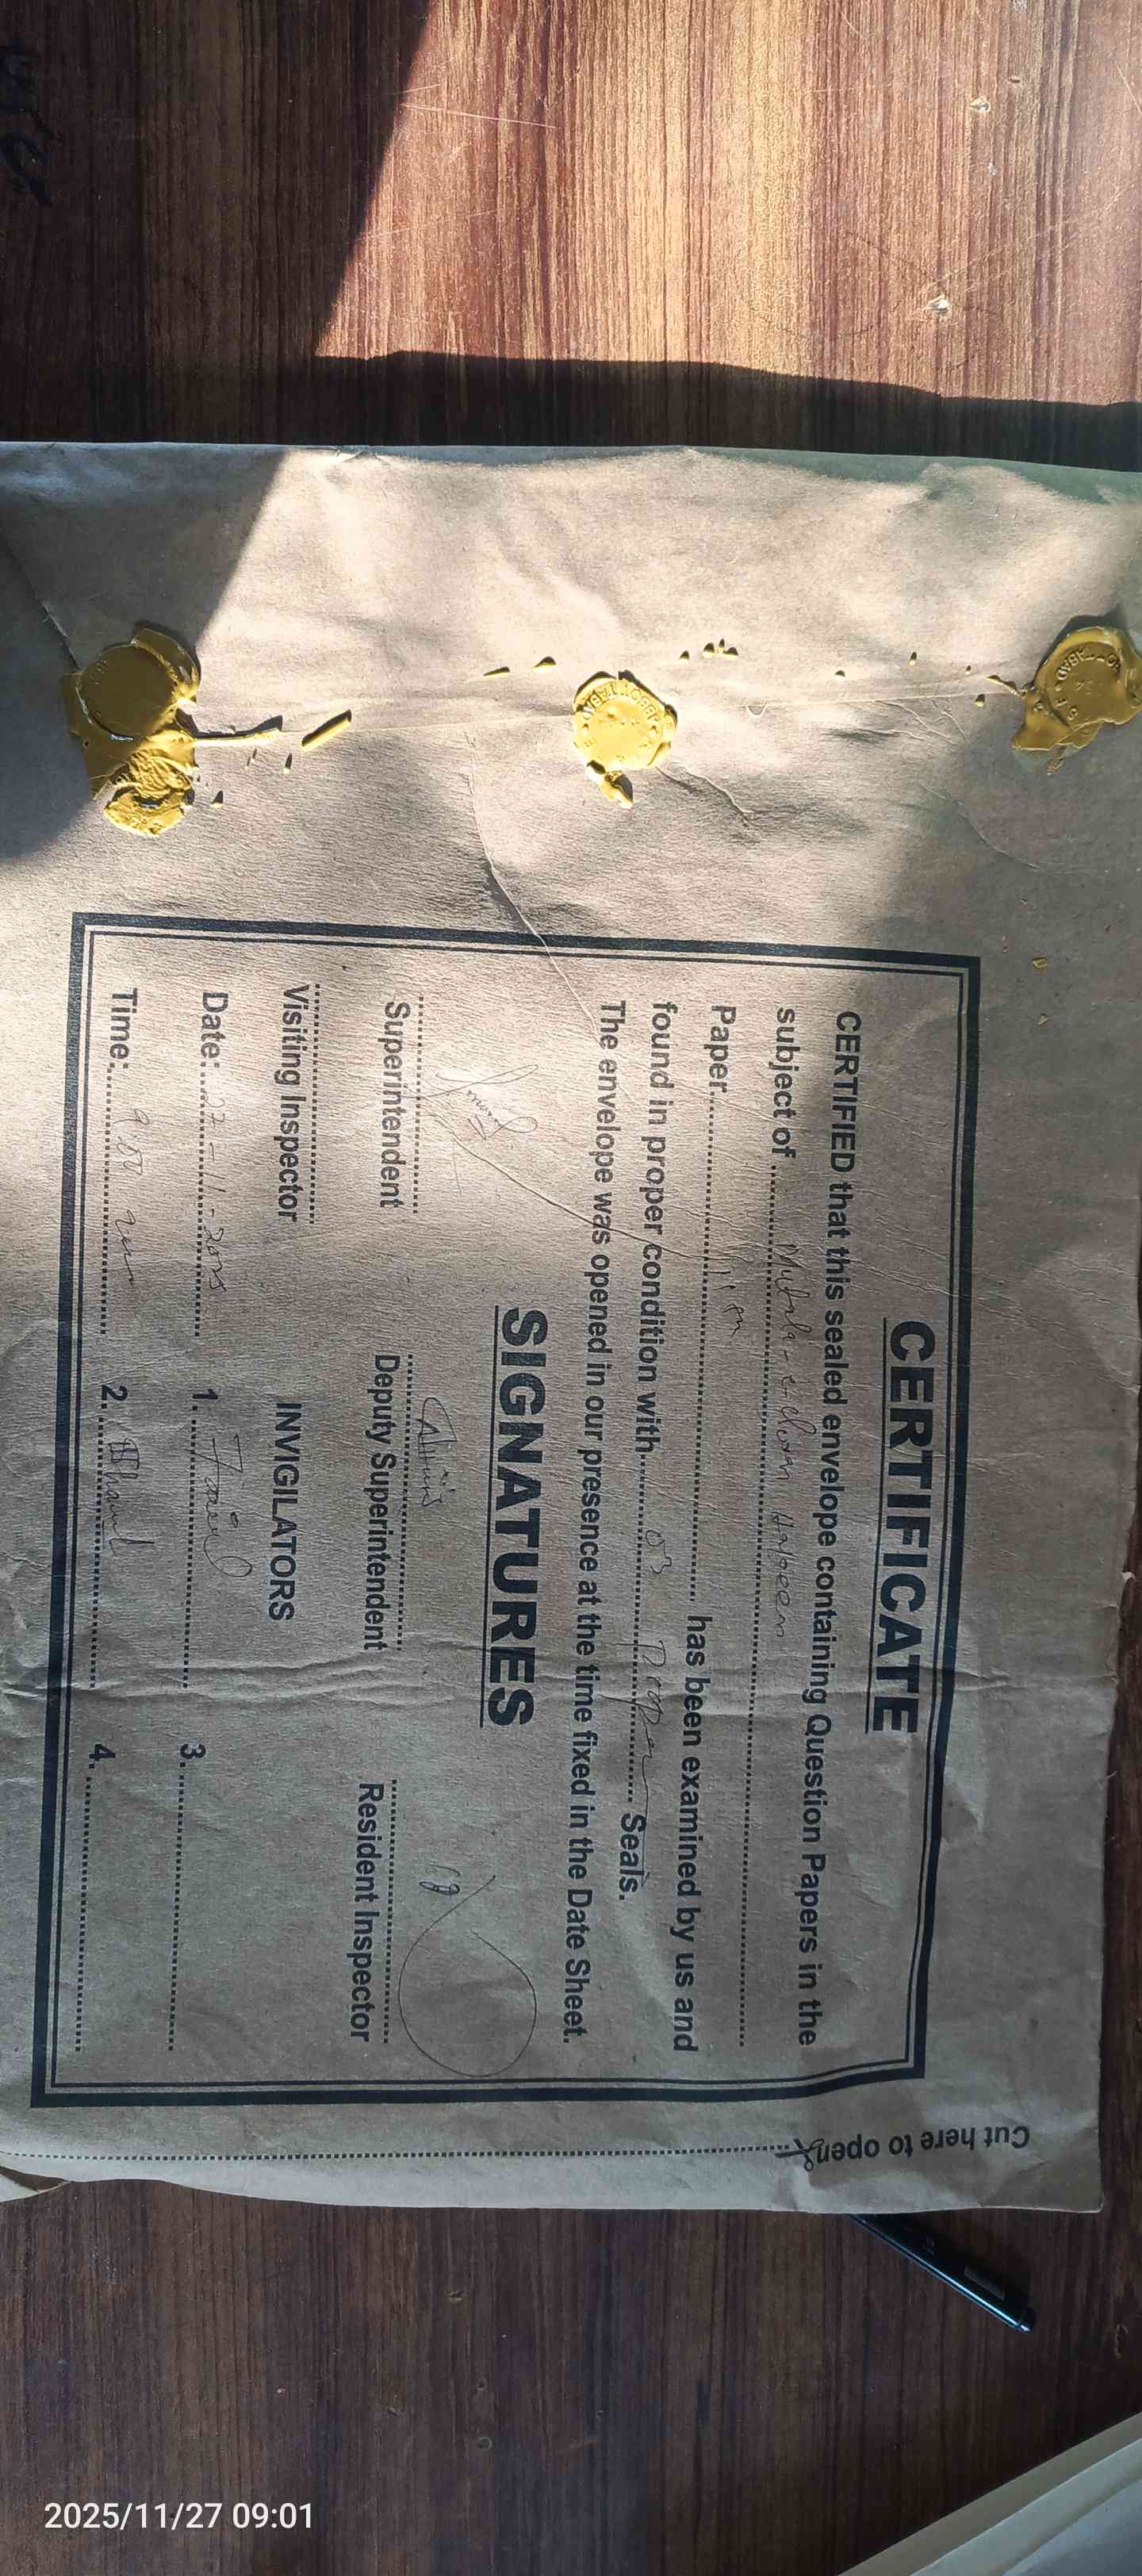 ABBOTTABAD
CERTIFICATE
CERTIFIED that this sealed envelope containing Question Papers in the
subject of ........ Mutala-e-
Paper........ has been examined by us and
found in proper condition with........ 03 Proper ........ Seals.
The envelope was opened in our presence at the time fixed in the Date Sheet.
SIGNATURES
Superintendent Deputy Superintendent Resident Inspector
Visiting Inspector INVIGILATORS
Date: 27-11-2025 1. 3.
Time: 9 2. 4.
Cut here to open
2025/11/27 09:01